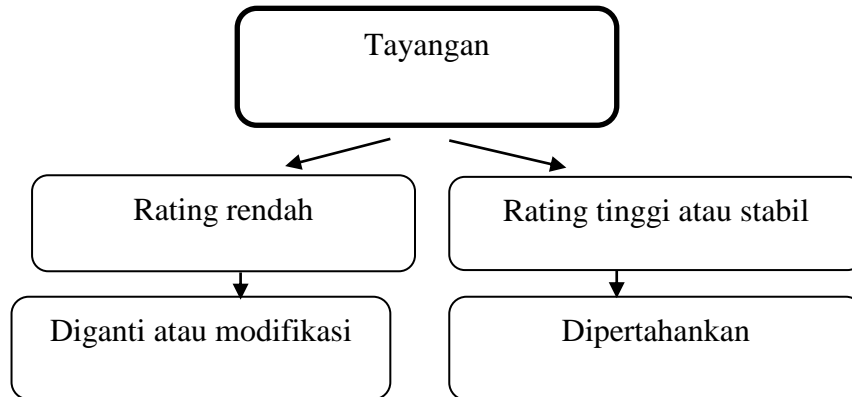 Tayangan
Rating rendah
Rating tinggi atau stabil
Diganti atau modifikasi
Dipertahankan